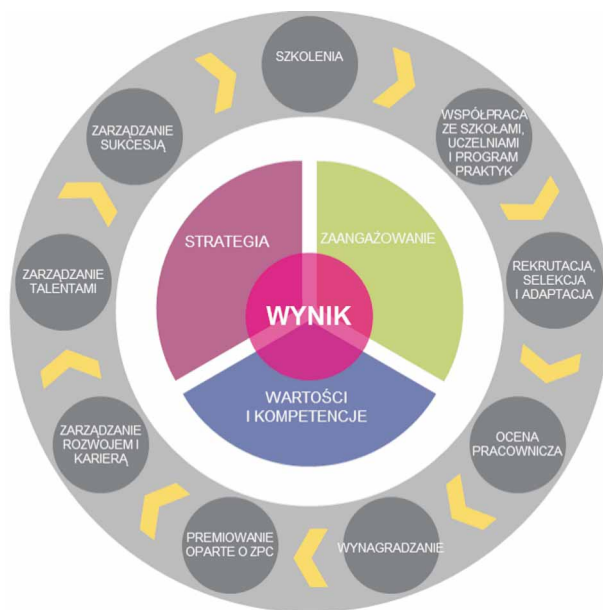 SZKOLENIA
WSPÓŁPRACA
ZE SZKOŁAMI,
UCZELNIAMI
I PROGRAM
PRAKTYK
REKRUTACJA,
SELEKCJA
I ADAPTACJA
OCENA
PRACOWNICZA
WYNAGRADZANIE
PREMIOWANIE
OPARTE O ZPC
ZARZĄDZANIE
ROZWOJEM I
KARIERĄ
ZARZĄDZANIE
TALENTAMI
ZARZĄDZANIE
SUKCESJĄ
STRATEGIA
ZAANGAŻOWANIE
WYNIK
WARTOŚCI
I KOMPETENCJE